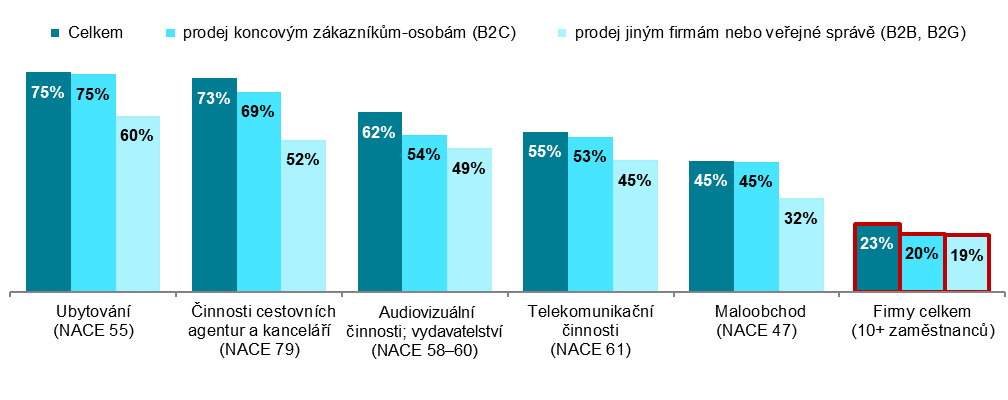 Celkem
prodej koncovým zákazníkům-osobám (B2C)
prodej jiným firmám nebo veřejné správě (B2B, B2G)
75%
75%
60%
73%
69%
52%
62%
54%
49%
55%
53%
45%
45%
45%
32%
23%
20%
19%
Ubytování
(NACE 55)
Činnosti cestovních
agentur a kanceláří
(NACE 79)
Audiovizuální
činnosti; vydavatelství
(NACE 58–60)
Telekomunikační
činnosti
(NACE 61)
Maloobchod
(NACE 47)
Firmy celkem
(10+ zaměstnanců)